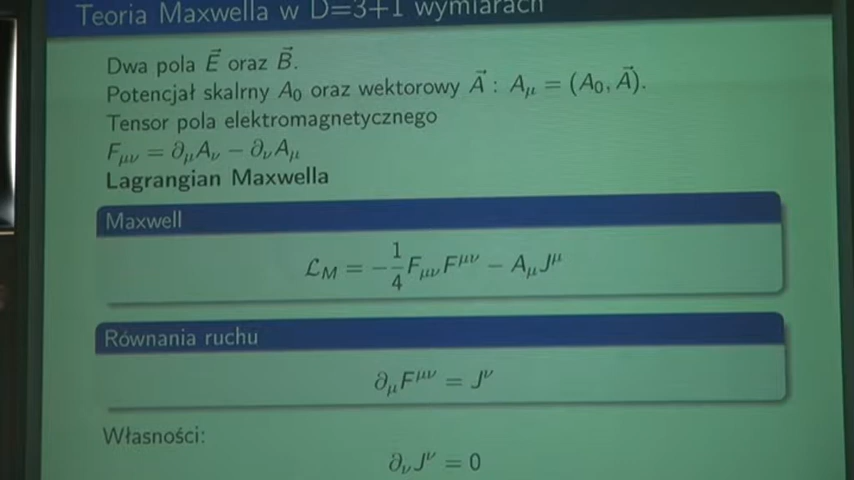 Teoria Maxwella w D=3+1 wymiarach
Dwa pola $\vec{E}$ oraz $\vec{B}$.
Potencjał skalrny $A_0$ oraz wektorowy $\vec{A}$ : $A_\mu = (A_0, \vec{A})$.
Tensor pola elektromagnetycznego
$F_{\mu\nu} = \partial_\mu A_\nu - \partial_\nu A_\mu$
Lagrangian Maxwella
Maxwell
$\mathcal{L}_M = -\frac{1}{4} F_{\mu\nu} F^{\mu\nu} - A_\mu J^\mu$
Równania ruchu
$\partial_\mu F^{\mu\nu} = J^\nu$
Własności:
$\partial_\nu J^\nu = 0$